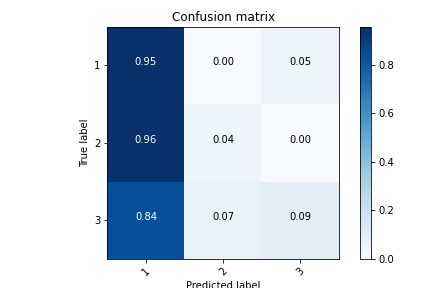 Confusion matrix
1 0.95 0.00 0.05
2 0.96 0.04 0.00
3 0.84 0.07 0.09
True label
1 2 3
Predicted label
0.8
0.6
0.4
0.2
0.0